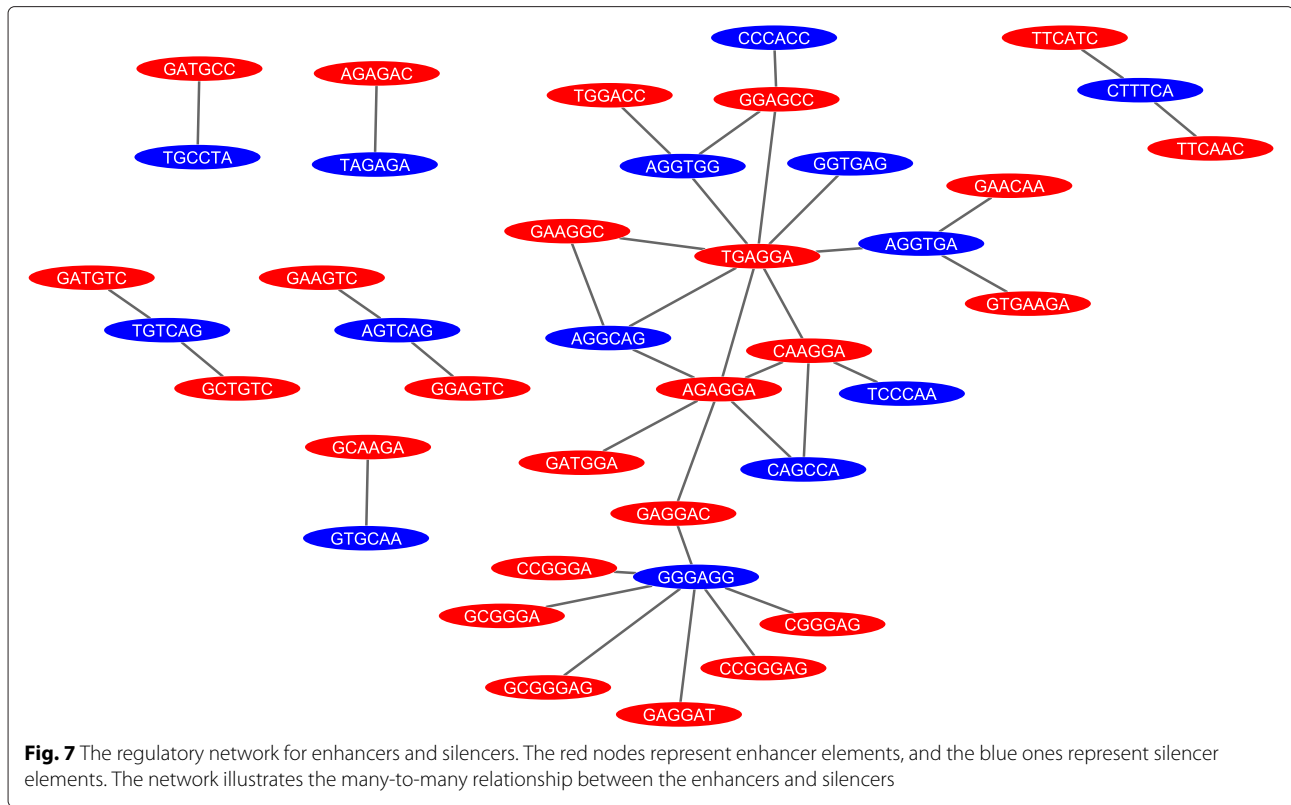 CCCACC
TTCATC
GATGCC
AGAGAC
CTTTCA
TGGACC
GGAGCC
TTCAAC
TGCCTA
TAGAGA
AGGTGG
GGTGAG
GAACAA
GAAGGC
AGGTGA
TGAGGA
GATGTC
GAAGTC
GTGAAGA
TGTCAG
AGTCAG
AGGCAG
CAAGGA
GCTGTC
GGAGTC
AGAGGA
TCCCAA
GCAAGA
GATGGA
CAGCCA
GAGGAC
GTGCAA
CCGGGA
GGGAGG
GCGGGA
CGGGAG
CCGGGAG
GCGGGAG
GAGGAT
Fig. 7 The regulatory network for enhancers and silencers. The red nodes represent enhancer elements, and the blue ones represent silencer
elements. The network illustrates the many-to-many relationship between the enhancers and silencers